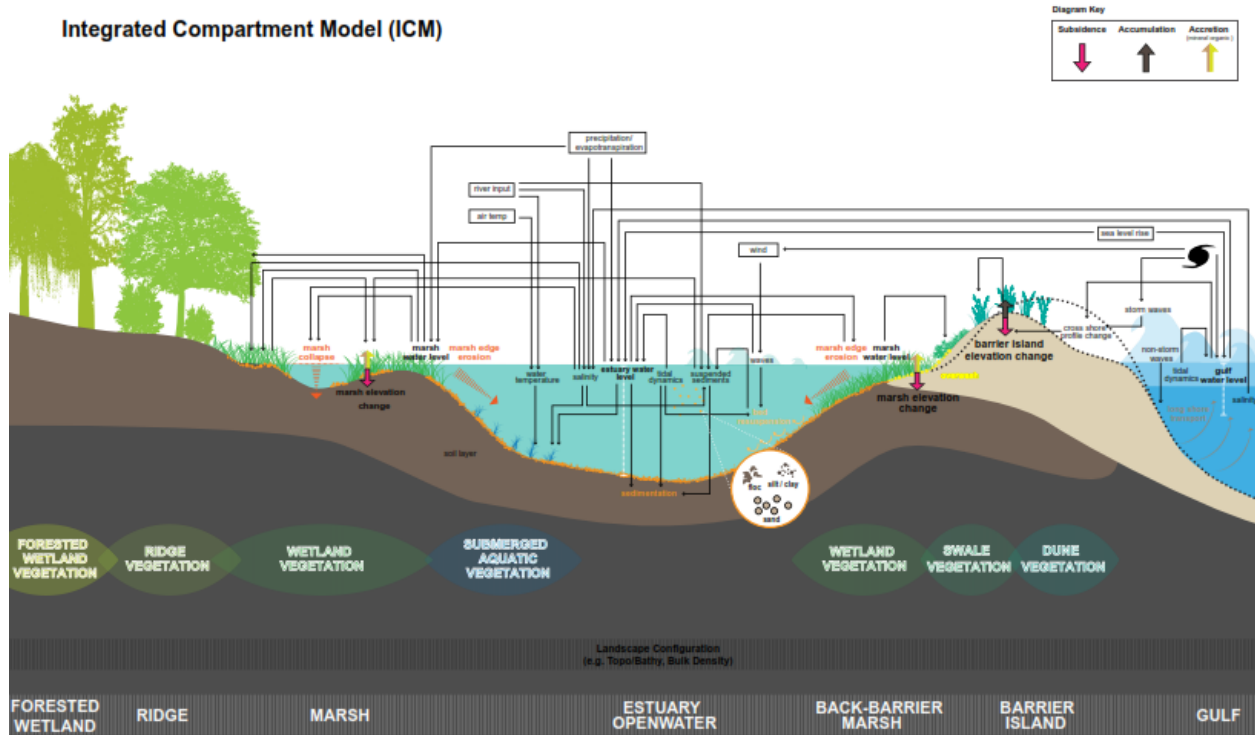 Integrated Compartment Model (ICM)
Diagram Key
Subsidence
Accumulation
Accretion
(mineral organic )
precipitation/
evapotranspiration
river input
air temp
wind
sea level rise
storm waves
cross shore
profile change
marsh
collapse
marsh
water level
marsh edge
erosion
marsh elevation
change
water
temperature
salinity
estuary water
level
tidal
dynamics
suspended
sediments
waves
marsh edge
erosion
marsh
water level
marsh elevation
change
barrier island
elevation change
non-storm
waves
tidal
dynamics
gulf
water level
salinity
long shore
transport
soil layer
sedimentation
floc
silt / clay
sand
FORESTED
WETLAND
VEGETATION
RIDGE
VEGETATION
WETLAND
VEGETATION
SUBMERGED
AQUATIC
VEGETATION
WETLAND
VEGETATION
SWALE
VEGETATION
DUNE
VEGETATION
Landscape Configuration
(e.g. Topo/Bathy, Bulk Density)
FORESTED
WETLAND
RIDGE
MARSH
ESTUARY
OPENWATER
BACK-BARRIER
MARSH
BARRIER
ISLAND
GULF